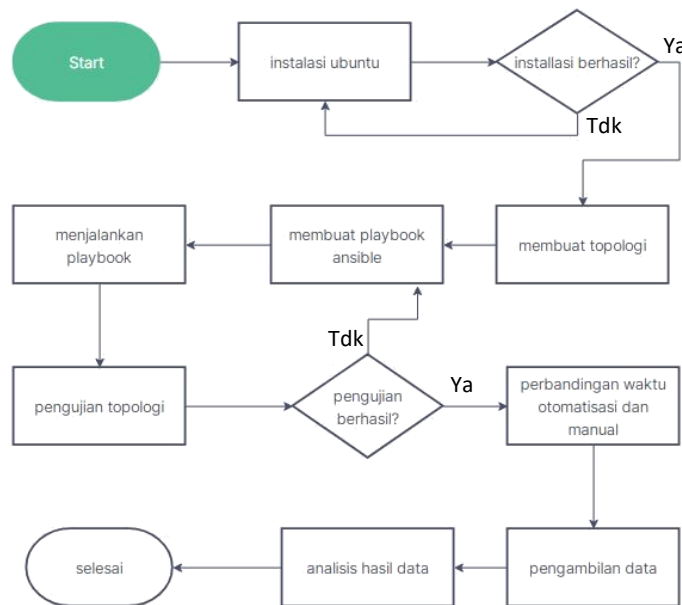 Start
instalasi ubuntu
installasi berhasil?
Ya
Tdk
membuat topologi
membuat playbook
ansible
menjalankan
playbook
pengujian topologi
pengujian
berhasil?
Tdk
Ya
perbandingan waktu
otomatisasi dan
manual
pengambilan data
analisis hasil data
selesai